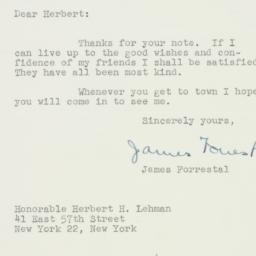 Dear Herbert:
Thanks for your note. If I
can live up to the good wishes and con-
fidence of my friends I shall be satisfied
They have all been most kind.
Whenever you get to town I hope
you will come in to see me.
Sincerely yours,
James Forrest
James Forrestal
Honorable Herbert H. Lehman
41 East 57th Street
New York 22, New York